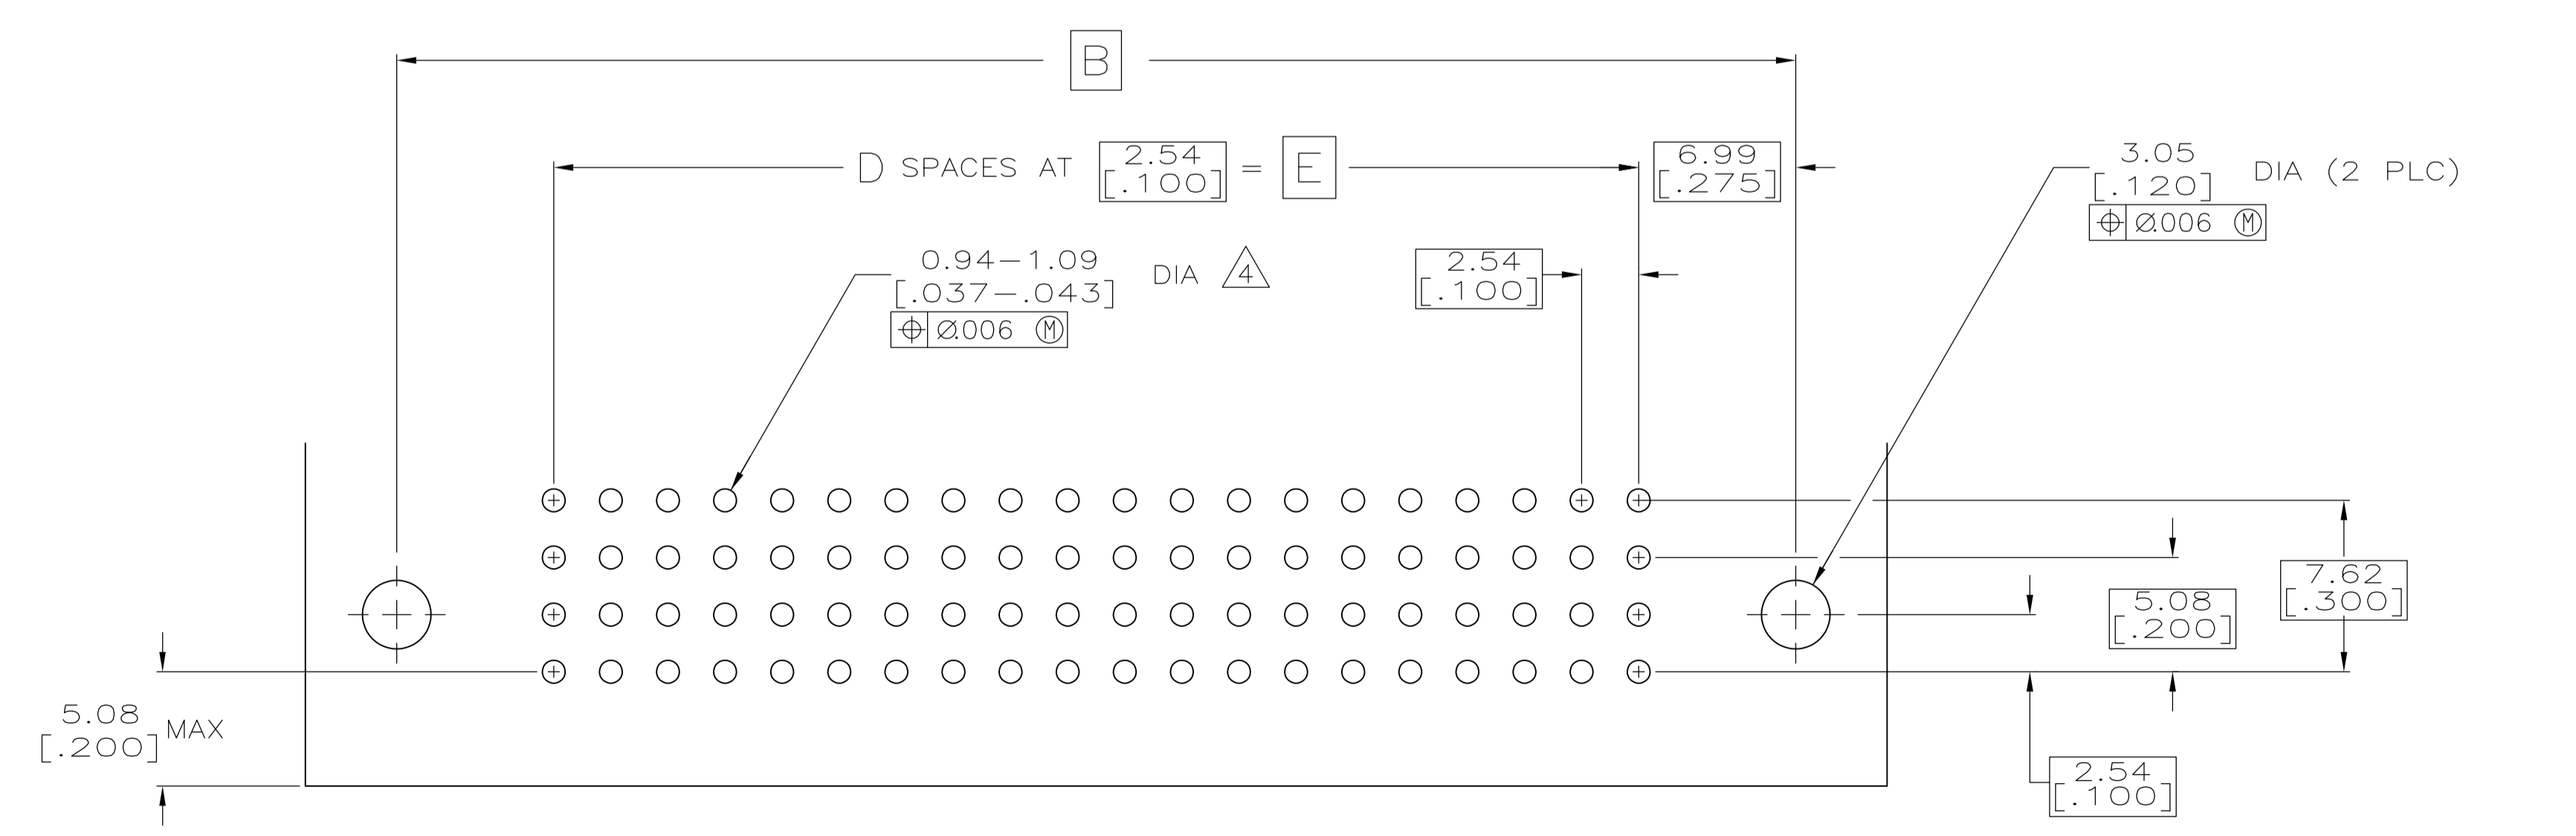 B
D SPACES AT 2.54 [.100] = E
6.99
[.275]
3.05
[.120]
DIA (2 PLC)
⌖ Ø.006 Ⓜ
0.94-1.09
[.037-.043]
DIA 4
⌖ Ø.006 Ⓜ
2.54
[.100]
7.62
[.300]
5.08
[.200]
5.08
[.200]
MAX
2.54
[.100]